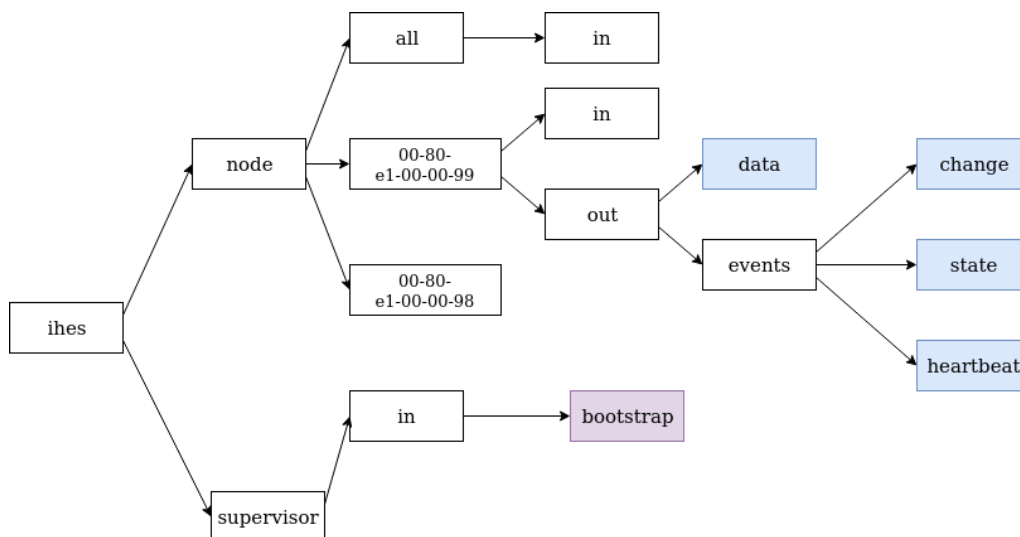 all
in
in
node
00-80-
e1-00-00-99
data
change
out
events
state
00-80-
e1-00-00-98
ihes
heartbeat
in
bootstrap
supervisor